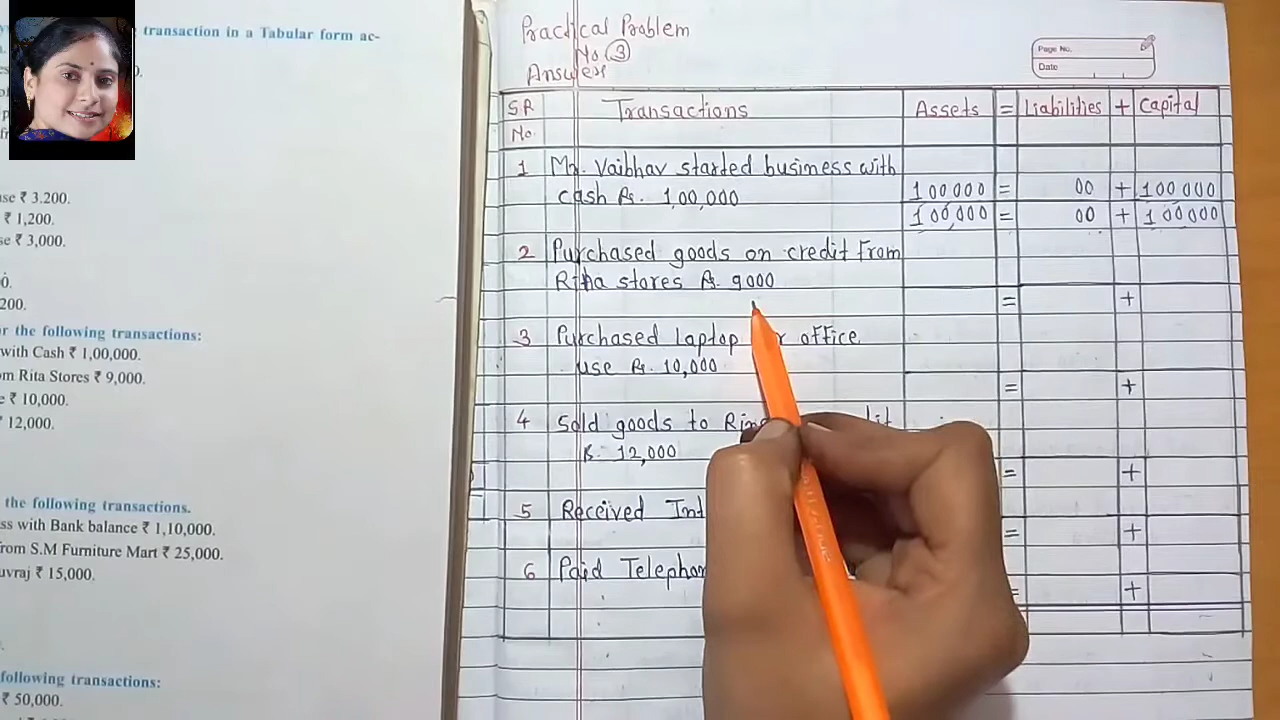 transaction in a Tabular form ac-
se ₹ 3.200.
₹ 1,200.
se ₹ 3,000.
0.
200.
or the following transactions:
with Cash ₹ 1,00,000.
om Rita Stores ₹ 9,000.
e ₹ 10,000.
₹ 12,000.
the following transactions.
ss with Bank balance ₹ 1,10,000.
from S.M Furniture Mart ₹ 25,000.
uvraj ₹ 15,000.
following transactions:
₹ 50,000.
Practical Problem
No. 3
Answer
Page No.
Date
SR No. Transactions Assets = Liabilities + Capital
1 Mr. Vaibhav started business with
cash Rs. 1,00,000 100000 = 00 + 100000
100,000 = 00 + 100000
2 Purchased goods on credit from
Rita stores Rs. 9000
= +
3 Purchased Laptop office
use Rs. 10,000
= +
4 Sold goods to
Rs. 12,000
= +
5 Received
= +
6 Paid
= +